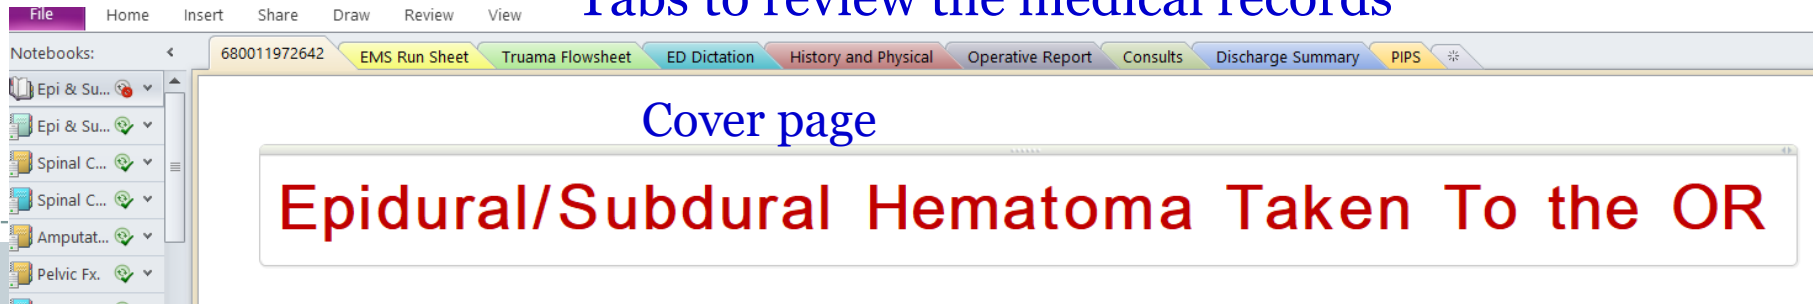 Tabs to review the medical records
File Home Insert Share Draw Review View
Notebooks: 680011972642 EMS Run Sheet Truama Flowsheet ED Dictation History and Physical Operative Report Consults Discharge Summary PIPS
Epi & Su...
Cover page
Epi & Su...
Spinal C...
Epidural/Subdural Hematoma Taken To the OR
Spinal C...
Amputat...
Pelvic Fx.